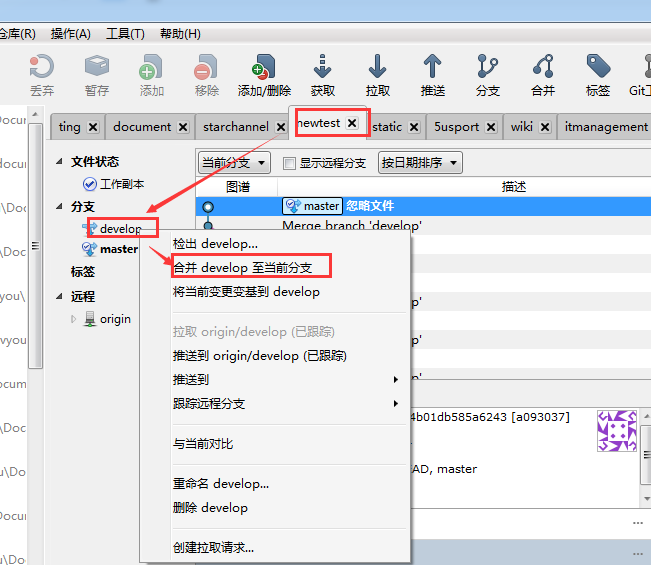 仓库(R) 操作(A) 工具(T) 帮助(H)
丢弃 暂存 添加 移除 添加/删除 获取 拉取 推送 分支 合并 标签 Git工
ting document starchannel newtest static 5usport wiki itmanagement
文件状态
工作副本
分支
develop
master
标签
远程
origin
当前分支 显示远程分支 按日期排序
图谱 描述
master 忽略文件
Merge branch 'develop'
检出 develop...
合并 develop 至当前分支
将当前变更变基到 develop
拉取 origin/develop (已跟踪)
推送到 origin/develop (已跟踪)
推送到
跟踪远程分支
与当前对比
重命名 develop...
删除 develop
创建拉取请求...
4b01db585a6243 [a093037]
EAD, master